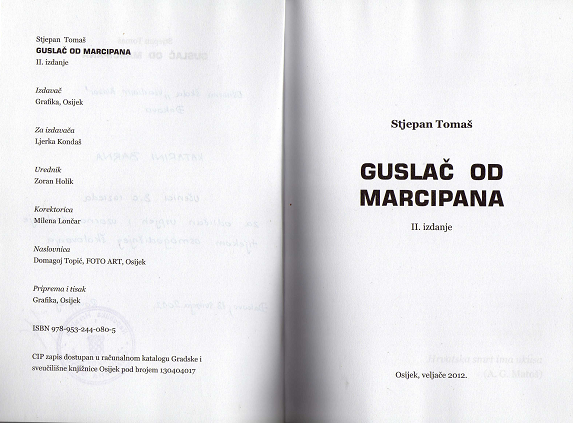 Stjepan Tomaš
GUSLAČ OD MARCIPANA
II. izdanje
Izdavač
Grafika, Osijek
Za izdavača
Ljerka Kondaš
Urednik
Zoran Holik
Korektorica
Milena Lončar
Naslovnica
Domagoj Topić, FOTO ART, Osijek
Priprema i tisak
Grafika, Osijek
ISBN 978-953-244-080-5
CIP zapis dostupan u računalnom katalogu Gradske i
sveučilišne knjižnice Osijek pod brojem 130404017
Stjepan Tomaš
GUSLAČ OD
MARCIPANA
II. izdanje
Osijek, veljače 2012.